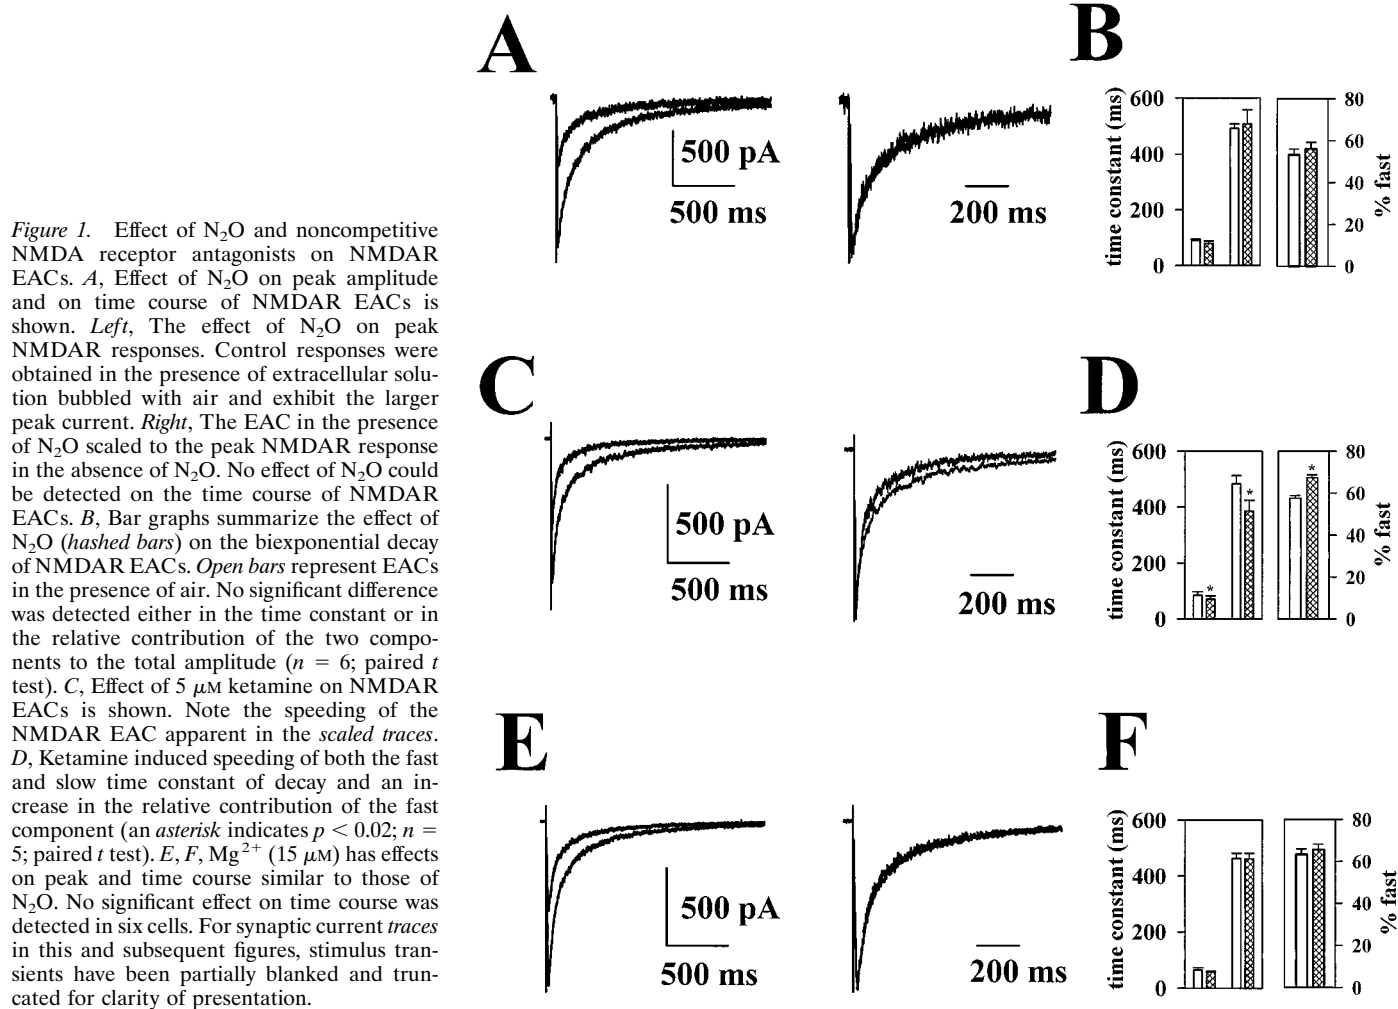 Figure 1. Effect of N2O and noncompetitive
NMDA receptor antagonists on NMDAR
EACs. A, Effect of N2O on peak amplitude
and on time course of NMDAR EACs is
shown. Left, The effect of N2O on peak
NMDAR responses. Control responses were
obtained in the presence of extracellular solu-
tion bubbled with air and exhibit the larger
peak current. Right, The EAC in the presence
of N2O scaled to the peak NMDAR response
in the absence of N2O. No effect of N2O could
be detected on the time course of NMDAR
EACs. B, Bar graphs summarize the effect of
N2O (hashed bars) on the biexponential decay
of NMDAR EACs. Open bars represent EACs
in the presence of air. No significant difference
was detected either in the time constant or in
the relative contribution of the two compo-
nents to the total amplitude (n = 6; paired t
test). C, Effect of 5 μM ketamine on NMDAR
EACs is shown. Note the speeding of the
NMDAR EAC apparent in the scaled traces.
D, Ketamine induced speeding of both the fast
and slow time constant of decay and an in-
crease in the relative contribution of the fast
component (an asterisk indicates p < 0.02; n =
5; paired t test). E, F, Mg2+ (15 μM) has effects
on peak and time course similar to those of
N2O. No significant effect on time course was
detected in six cells. For synaptic current traces
in this and subsequent figures, stimulus tran-
sients have been partially blanked and trun-
cated for clarity of presentation.
A
500 pA
500 ms
200 ms
B
time constant (ms)
600
400
200
0
80
60
40
20
0
% fast
C
500 pA
500 ms
200 ms
D
time constant (ms)
600
400
200
0
*
*
*
80
60
40
20
0
% fast
E
500 pA
500 ms
200 ms
F
time constant (ms)
600
400
200
0
80
60
40
20
0
% fast